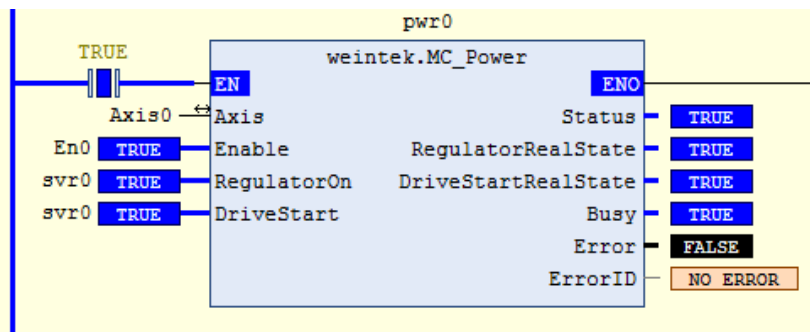 pwr0
TRUE
weintek.MC_Power
EN ENO
Axis0 Axis Status TRUE
En0 TRUE Enable RegulatorRealState TRUE
svr0 TRUE RegulatorOn DriveStartRealState TRUE
svr0 TRUE DriveStart Busy TRUE
Error FALSE
ErrorID NO ERROR